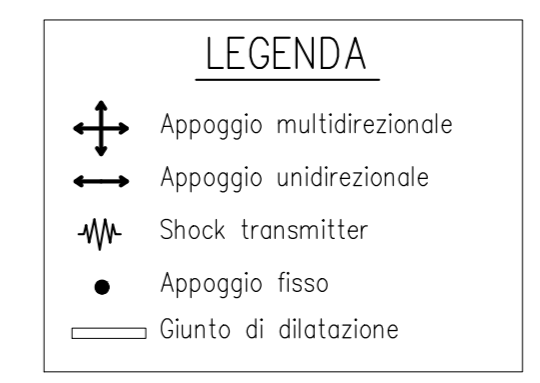 LEGENDA
Appoggio multidirezionale
Appoggio unidirezionale
Shock transmitter
Appoggio fisso
Giunto di dilatazione